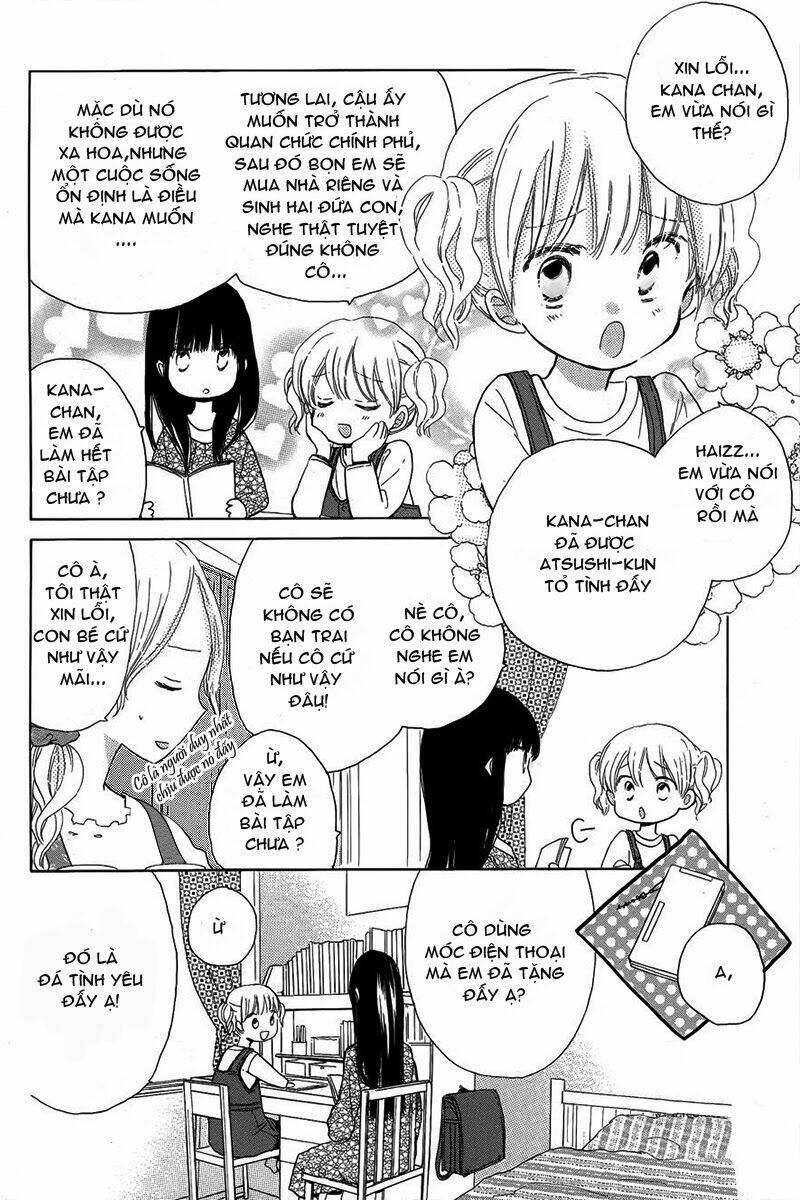 XIN LỖI...
KANA CHAN,
EM VỪA NÓI GÌ
THẾ?
HAIZZ...
EM VỪA NÓI
VỚI CÔ
RỒI MÀ
KANA-CHAN
ĐÃ ĐƯỢC
ATSUSHI-KUN
TỎ TÌNH ĐẤY
TƯƠNG LAI, CẬU ẤY
MUỐN TRỞ THÀNH
QUAN CHỨC CHÍNH PHỦ,
SAU ĐÓ BỌN EM SẼ
MUA NHÀ RIÊNG VÀ
SINH HAI ĐỨA CON,
NGHE THẬT TUYỆT
ĐÚNG KHÔNG
CÔ...
MẶC DÙ NÓ
KHÔNG ĐƯỢC
XA HOA,NHƯNG
MỘT CUỘC SỐNG
ỔN ĐỊNH LÀ ĐIỀU
MÀ KANA MUỐN
....
KANA-
CHAN,
EM ĐÃ
LÀM HẾT
BÀI TẬP
CHƯA ?
NÈ CÔ,
CÔ KHÔNG
NGHE EM
NÓI GÌ À?
CÔ SẼ
KHÔNG CÓ
BẠN TRAI
NẾU CÔ CỨ
NHƯ VẬY
ĐÂU!
Ừ,
VẬY EM
ĐÃ LÀM
BÀI TẬP
CHƯA ?
CÔ À,
TÔI THẬT
XIN LỖI,
CON BÉ CỨ
NHƯ VẬY
MÃI...
Cô là người duy nhất
chịu được nó đấy
A,
CÔ DÙNG
MÓC ĐIỆN THOẠI
MÀ EM ĐÃ TẶNG
ĐẤY Ạ?
Ừ
ĐÓ LÀ
ĐÁ TÌNH YÊU
ĐẤY Ạ!